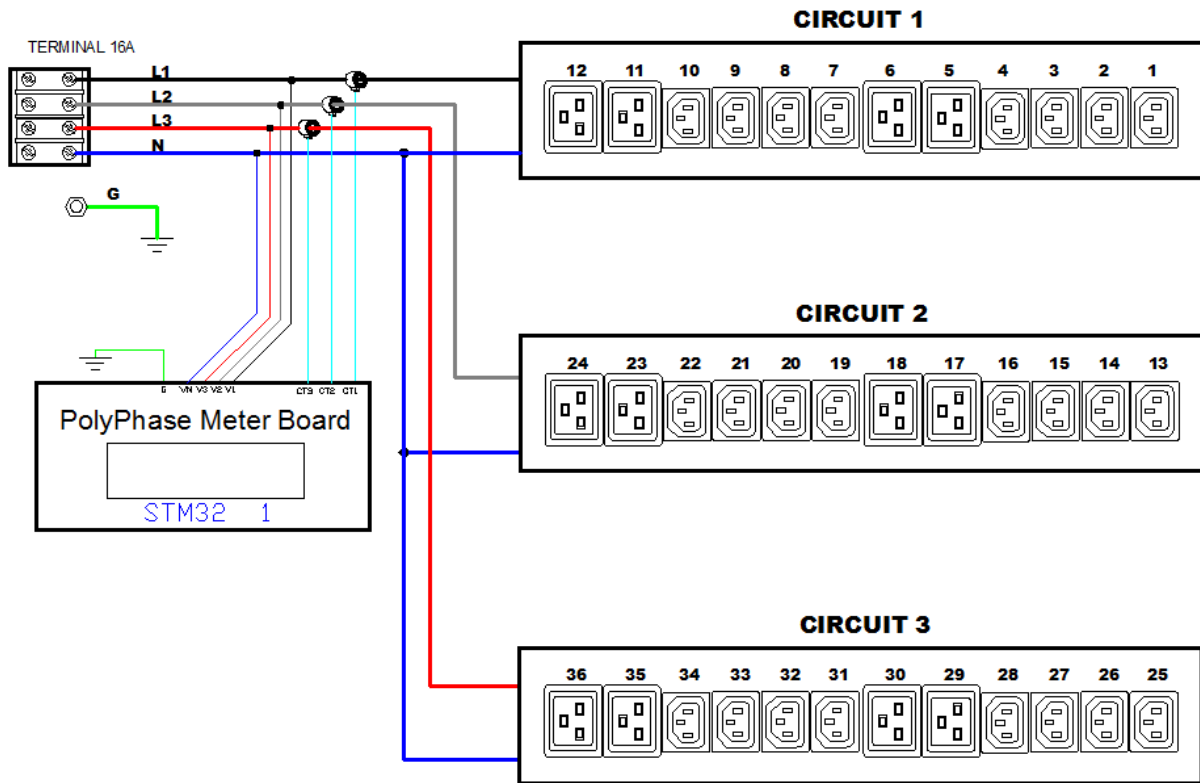 CIRCUIT 1
TERMINAL 16A
12 11 10 9 8 7 6 5 4 3 2 1
L1
L2
L3
N
G
CIRCUIT 2
24 23 22 21 20 19 18 17 16 15 14 13
G VN V3 V2 V1 CT3 CT2 CT1
PolyPhase Meter Board
STM32 1
CIRCUIT 3
36 35 34 33 32 31 30 29 28 27 26 25